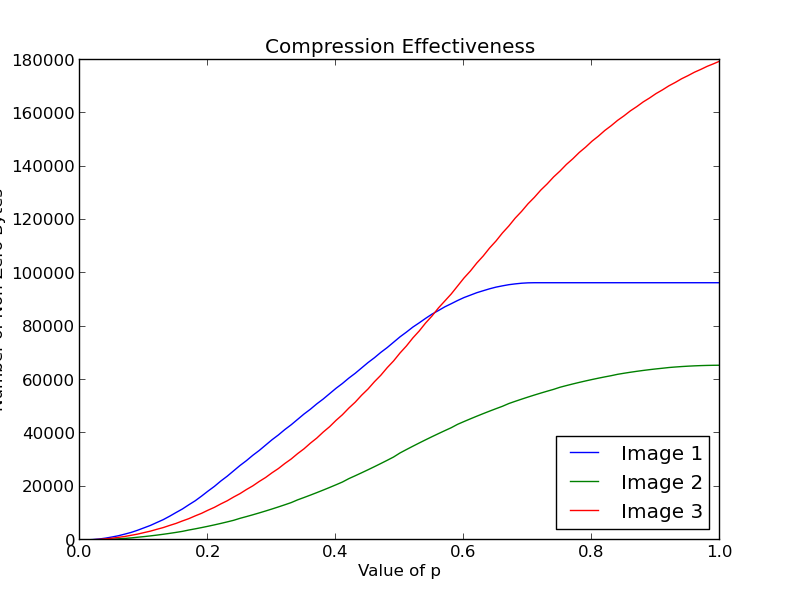 Compression Effectiveness
180000
160000
140000
120000
100000
80000
60000
40000
20000
0
0.0 0.2 0.4 0.6 0.8 1.0
Value of p
Image 1
Image 2
Image 3